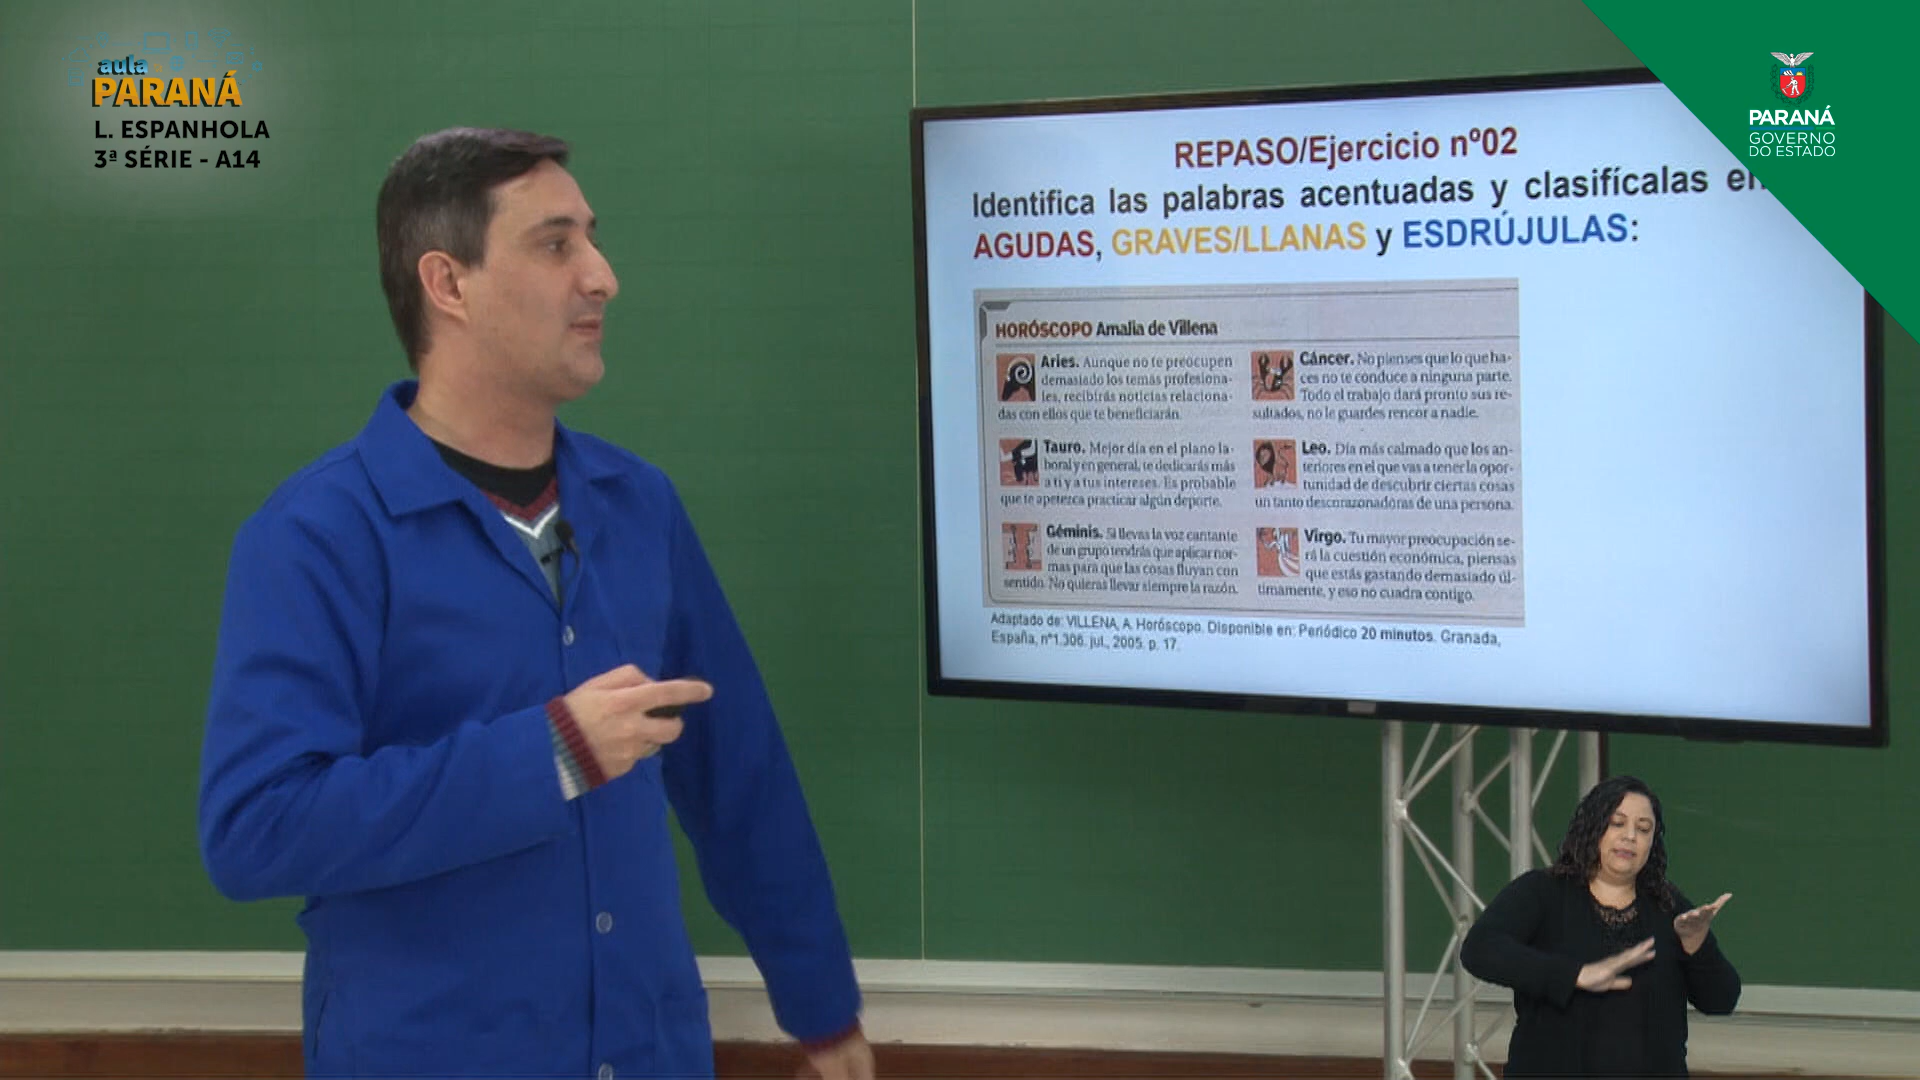 aula
PARANÁ
L. ESPANHOLA
3ª SÉRIE - A14
PARANÁ
GOVERNO
DO ESTADO
REPASO/Ejercicio nº02
Identifica las palabras acentuadas y clasifícalas en
AGUDAS, GRAVES/LLANAS y ESDRÚJULAS:
HORÓSCOPO Amalia de Villena
Aries. Aunque no te preocupen
demasiado los temas profesiona-
les, recibirás noticias relaciona-
das con ellos que te beneficiarán.
Tauro. Mejor día en el plano la-
boral y en general, te dedicarás más
a ti y a tus intereses. Es probable
que te apetezca practicar algún deporte.
Géminis. Si llevas la voz cantante
de un grupo tendrás que aplicar nor-
mas para que las cosas fluyan con
sentido. No quieras llevar siempre la razón.
Cáncer. No pienses que lo que ha-
ces no te conduce a ninguna parte.
Todo el trabajo dará pronto sus re-
sultados, no le guardes rencor a nadie.
Leo. Día más calmado que los an-
teriores en el que vas a tener la opor-
tunidad de descubrir ciertas cosas
un tanto descorazonadoras de una persona.
Virgo. Tu mayor preocupación se-
rá la cuestión económica, piensas
que estás gastando demasiado úl-
timamente, y eso no cuadra contigo.
Adaptado de: VILLENA, A. Horóscopo. Disponible en: Periódico 20 minutos. Granada,
España, nº1.306. jul., 2005. p. 17.